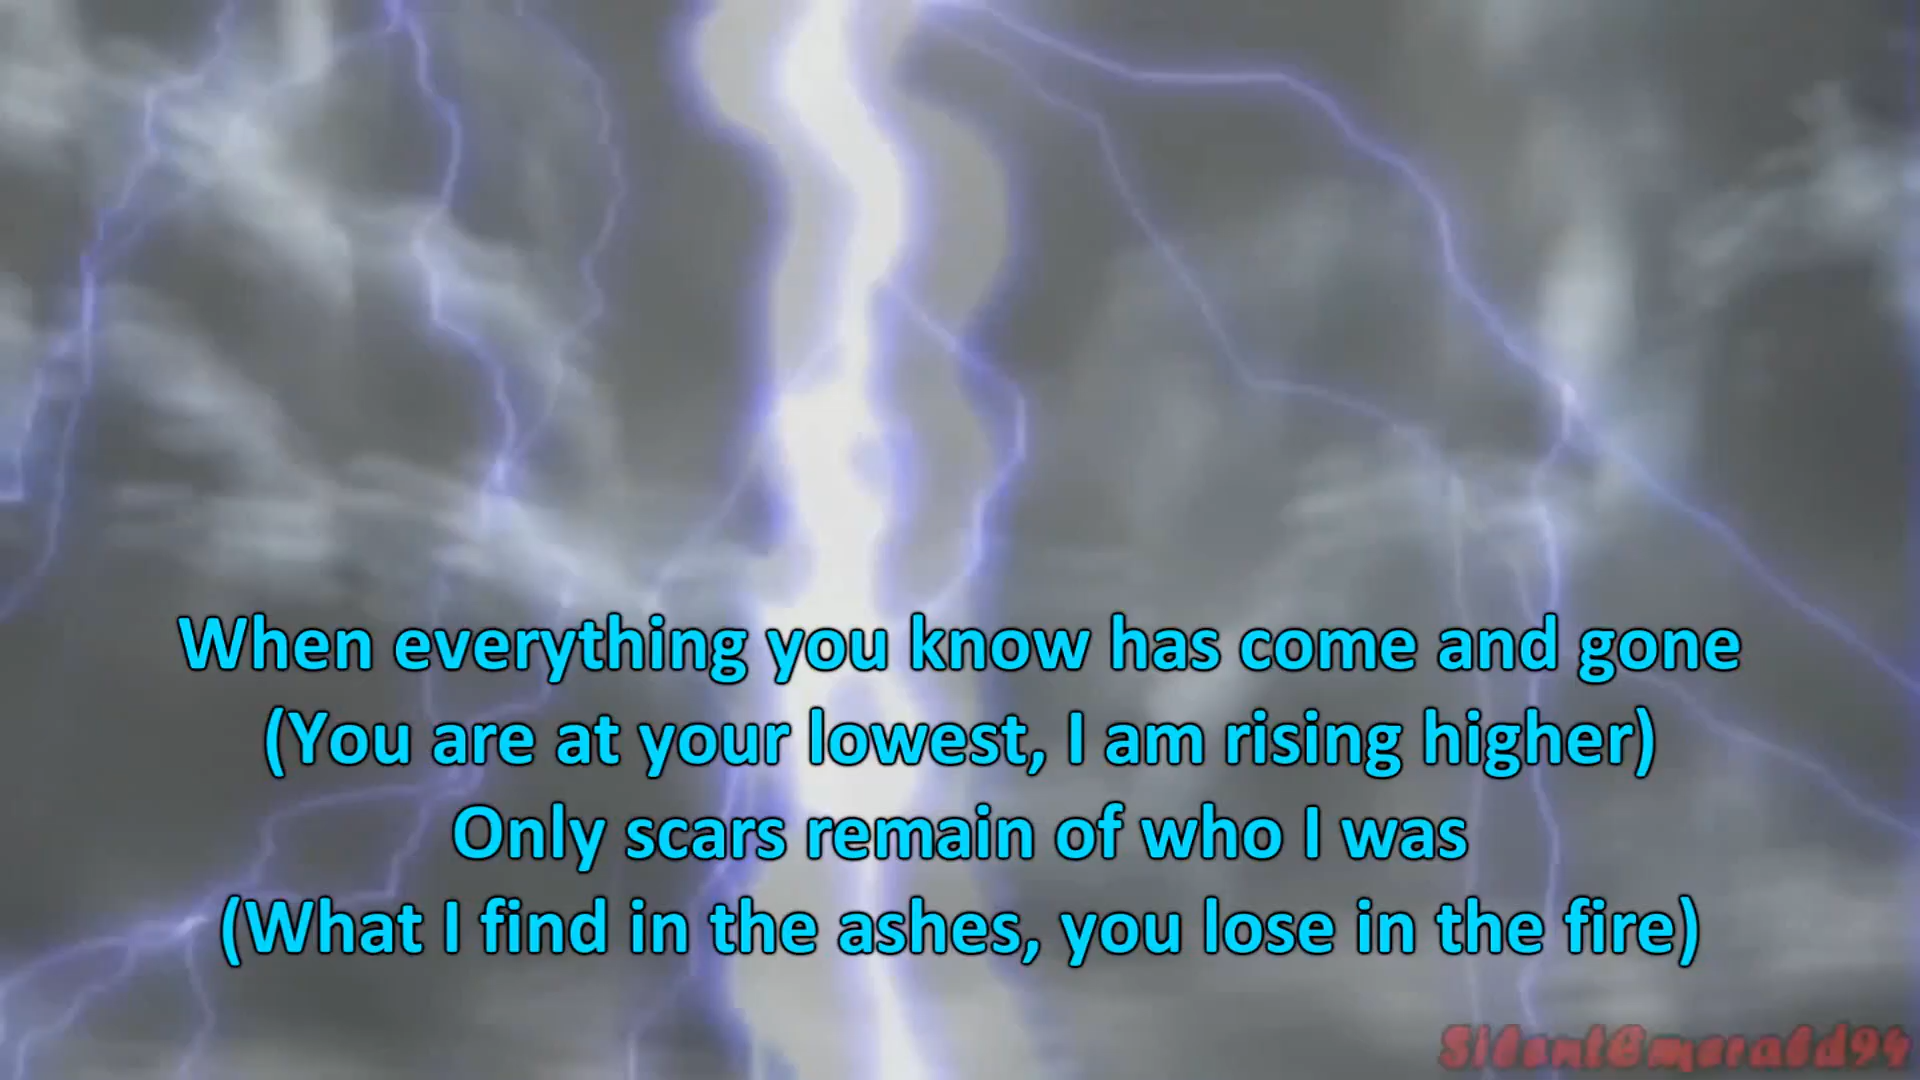 When everything you know has come and gone
(You are at your lowest, I am rising higher)
Only scars remain of who I was
(What I find in the ashes, you lose in the fire)